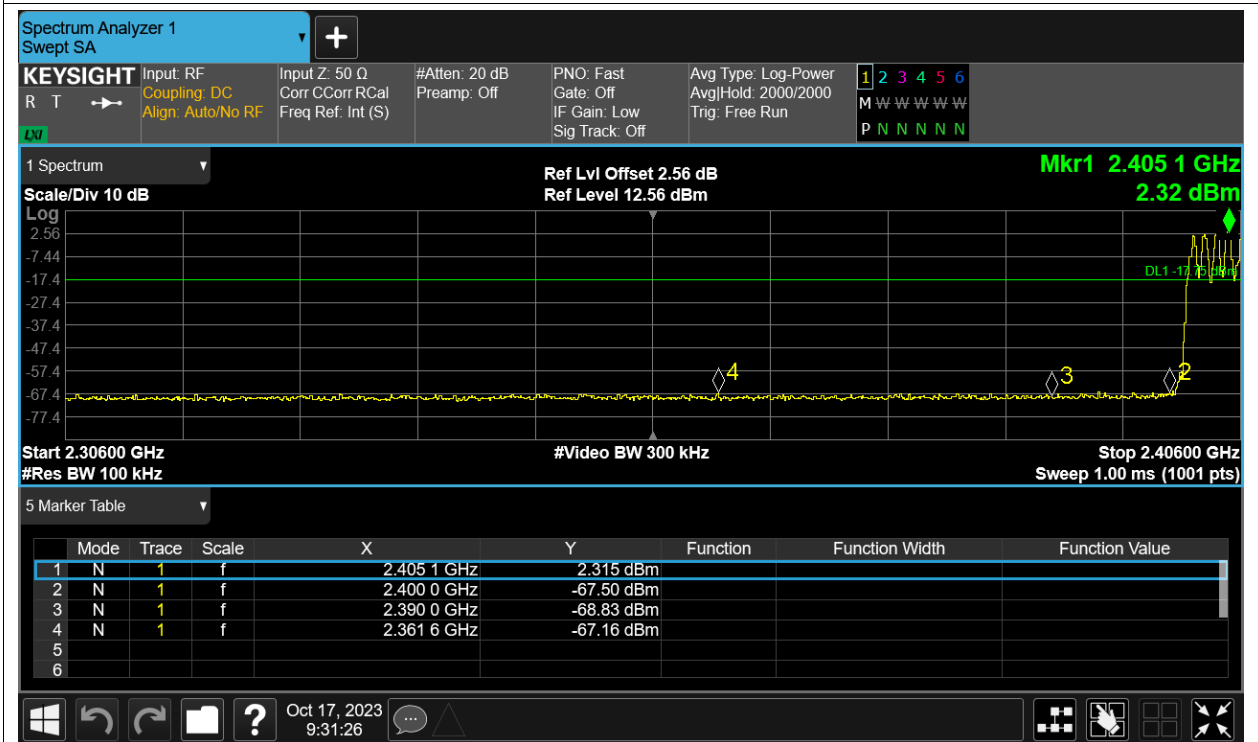 Spectrum Analyzer 1
Swept SA
KEYSIGHT
R T
LXI
Input: RF
Coupling: DC
Align: Auto/No RF
Input Z: 50 Ω
Corr CCorr RCal
Freq Ref: Int (S)
#Atten: 20 dB
Preamp: Off
PNO: Fast
Gate: Off
IF Gain: Low
Sig Track: Off
Avg Type: Log-Power
Avg|Hold: 2000/2000
Trig: Free Run
1 2 3 4 5 6
M W W W W W
P N N N N N
1 Spectrum
Scale/Div 10 dB
Ref Lvl Offset 2.56 dB
Ref Level 12.56 dBm
Mkr1 2.405 1 GHz
2.32 dBm
Log
2.56
-7.44
-17.4
-27.4
-37.4
-47.4
-57.4
-67.4
-77.4
DL1 -17.75 dBm
4
3
2
Start 2.30600 GHz
#Res BW 100 kHz
#Video BW 300 kHz
Stop 2.40600 GHz
Sweep 1.00 ms (1001 pts)
5 Marker Table
Mode Trace Scale X Y Function Function Width Function Value
1 N 1 f 2.405 1 GHz 2.315 dBm
2 N 1 f 2.400 0 GHz -67.50 dBm
3 N 1 f 2.390 0 GHz -68.83 dBm
4 N 1 f 2.361 6 GHz -67.16 dBm
5
6
?
Oct 17, 2023
9:31:26